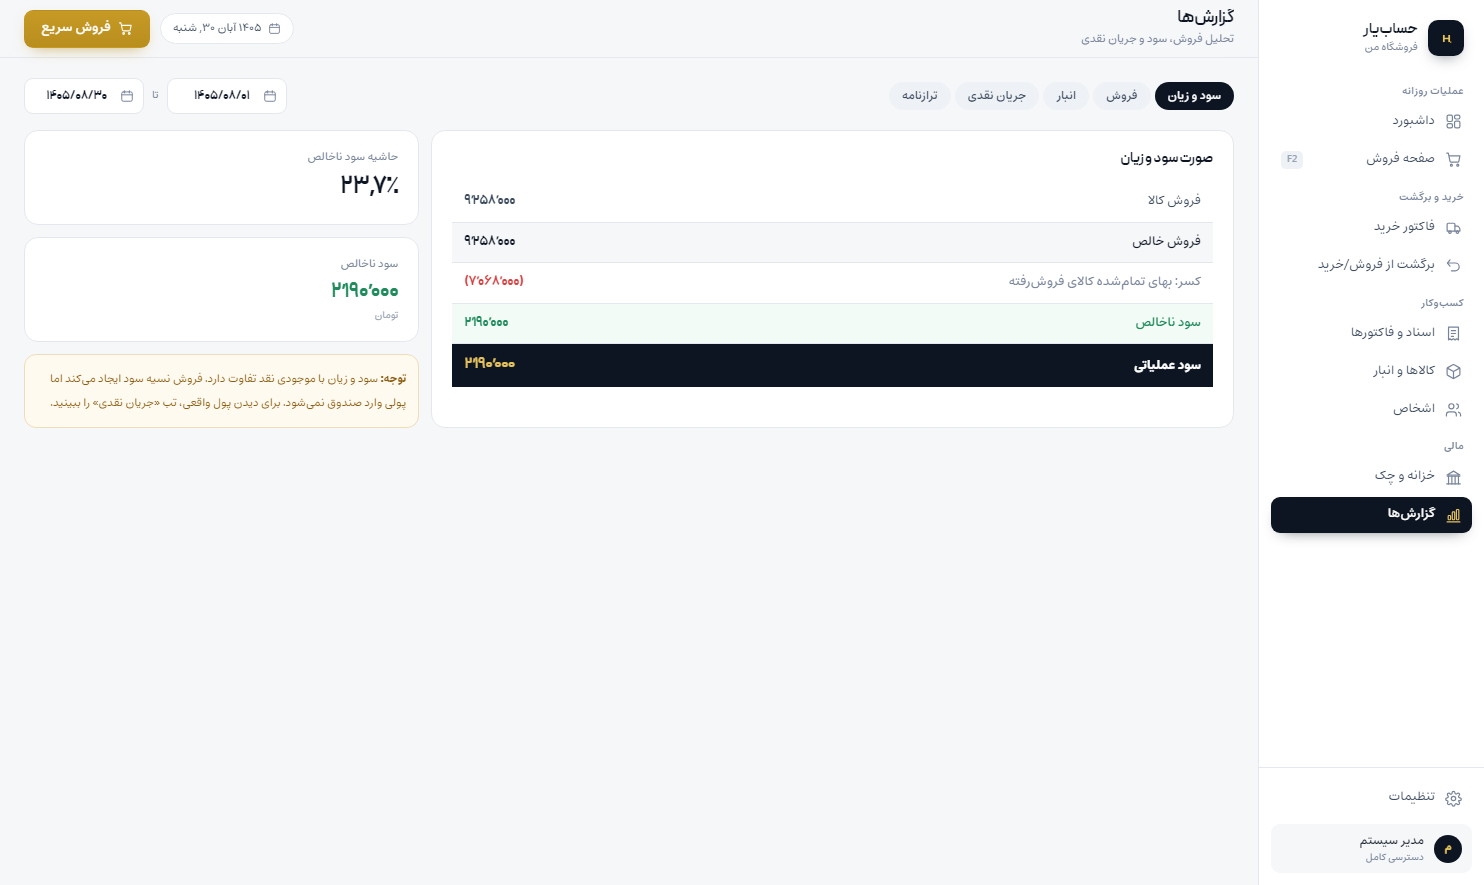 H
حساب‌یار
فروشگاه من
عملیات روزانه
داشبورد
صفحه فروش
F2
خرید و برگشت
فاکتور خرید
برگشت از فروش/خرید
کسب‌وکار
اسناد و فاکتورها
کالاها و انبار
اشخاص
مالی
خزانه و چک
گزارش‌ها
تنظیمات
م
مدیر سیستم
دسترسی کامل
گزارش‌ها
تحلیل فروش، سود و جریان نقدی
۱۴۰۵ آبان ۳۰, شنبه
فروش سریع
سود و زیان
فروش
انبار
جریان نقدی
ترازنامه
۱۴۰۵/۰۸/۰۱
تا
۱۴۰۵/۰۸/۳۰
صورت سود و زیان
فروش کالا ۹٬۲۵۸٬۰۰۰
فروش خالص ۹٬۲۵۸٬۰۰۰
کسر: بهای تمام‌شده کالای فروش‌رفته (۷٬۰۶۸٬۰۰۰)
سود ناخالص ۲٬۱۹۰٬۰۰۰
سود عملیاتی ۲٬۱۹۰٬۰۰۰
حاشیه سود ناخالص
۲۳٫۷٪
سود ناخالص
۲٬۱۹۰٬۰۰۰
تومان
توجه: سود و زیان با موجودی نقد تفاوت دارد. فروش نسیه سود ایجاد می‌کند اما
پولی وارد صندوق نمی‌شود. برای دیدن پول واقعی، تب «جریان نقدی» را ببینید.